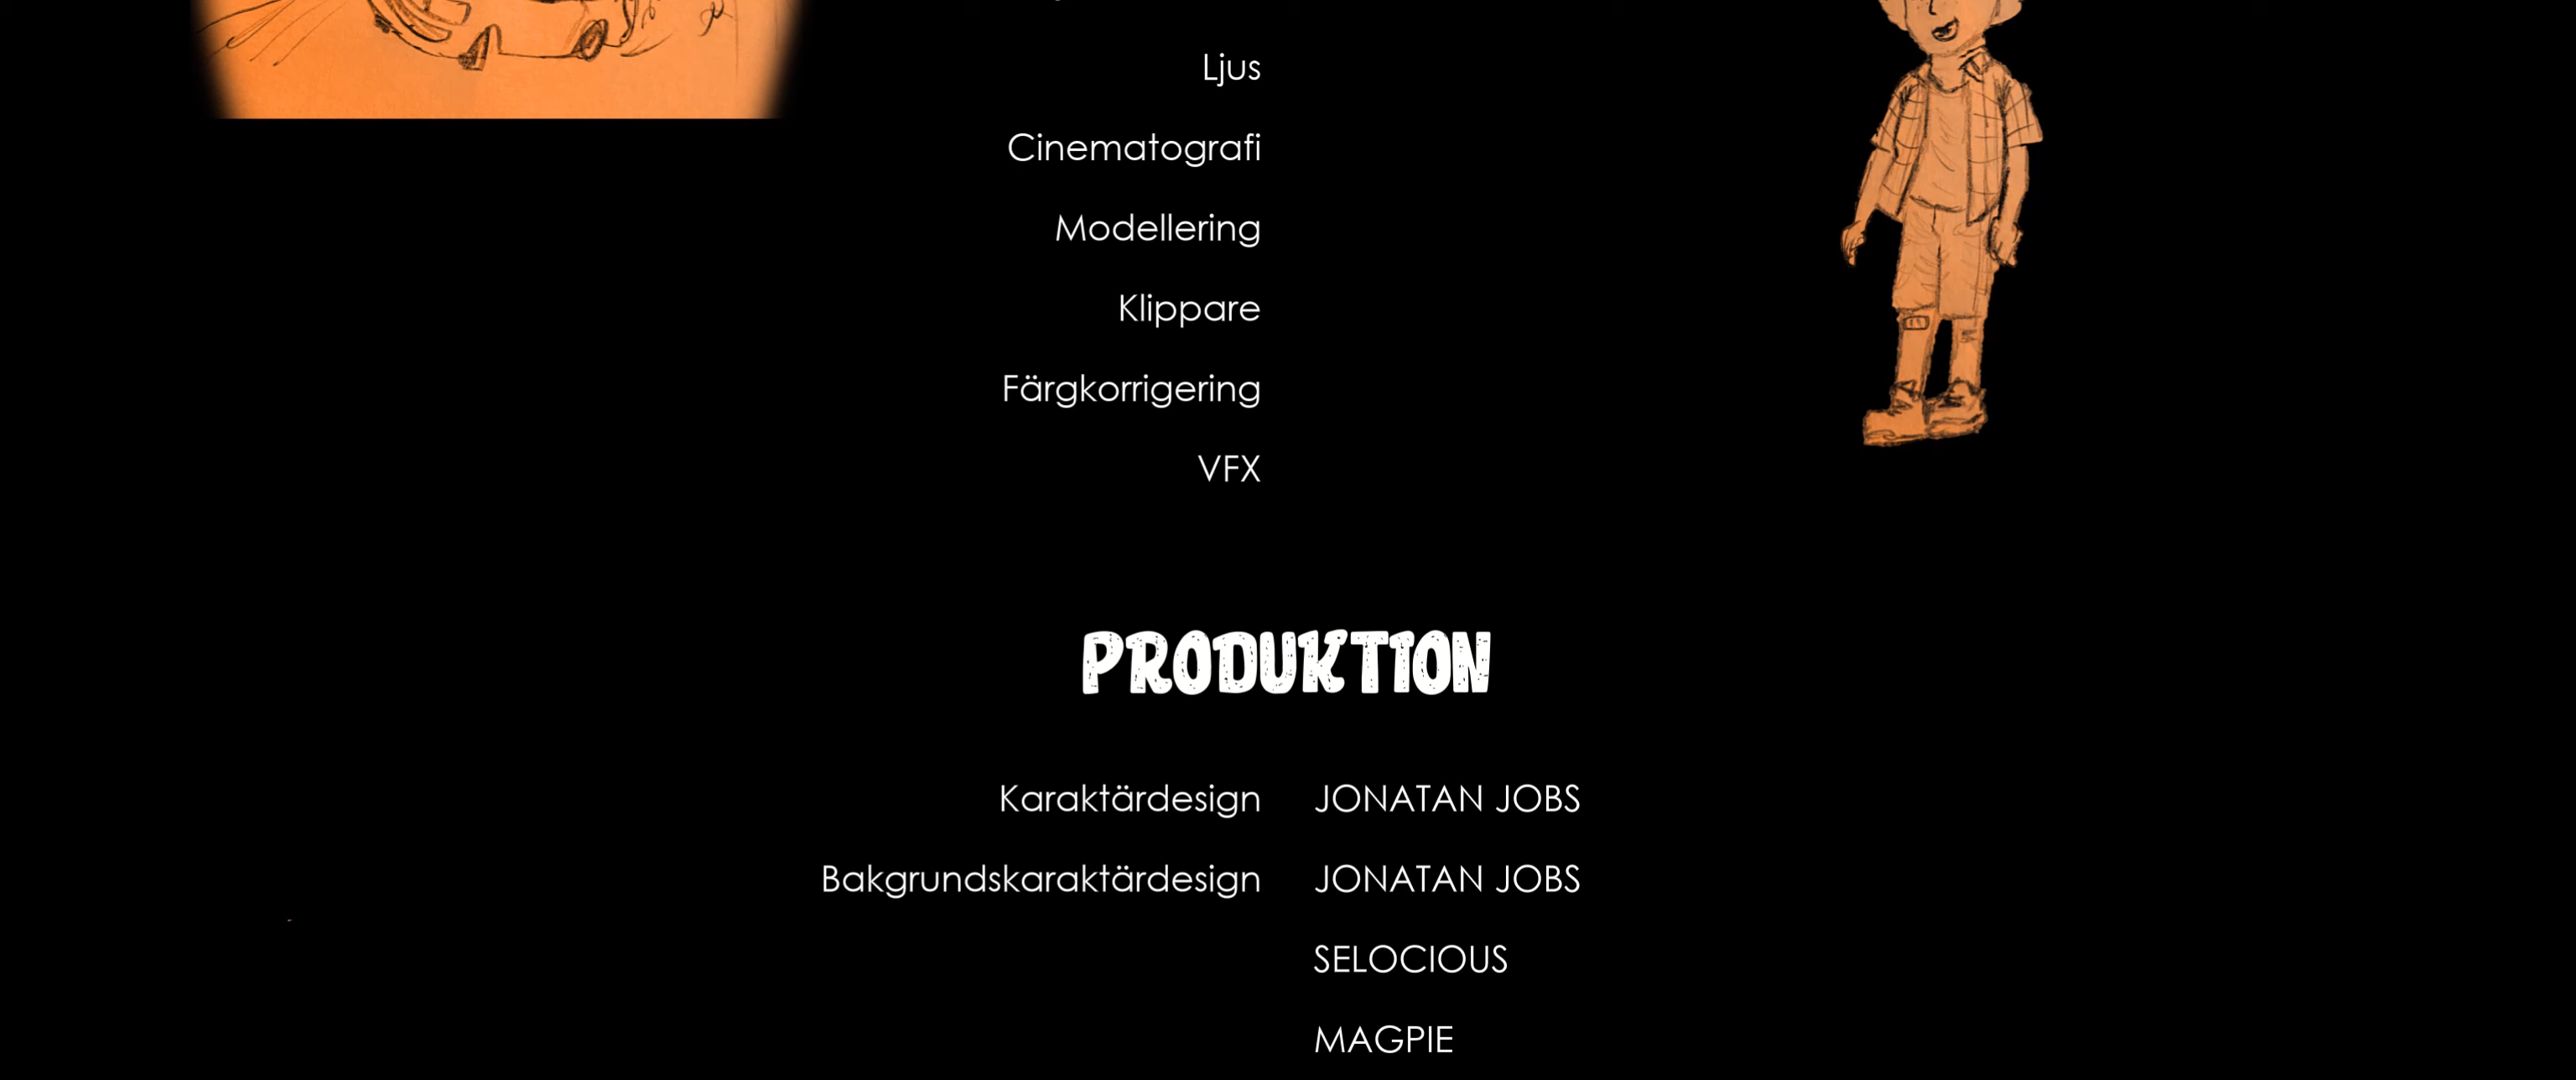 Ljus
Cinematografi
Modellering
Klippare
Färgkorrigering
VFX
PRODUKTION
Karaktärdesign JONATAN JOBS
Bakgrundskaraktärdesign JONATAN JOBS
SELOCIOUS
MAGPIE